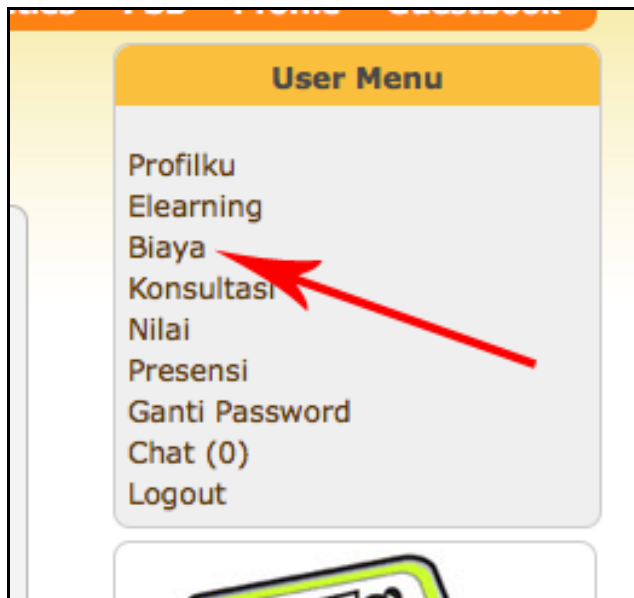 User Menu
Profilku
Elearning
Biaya
Konsultasi
Nilai
Presensi
Ganti Password
Chat (0)
Logout